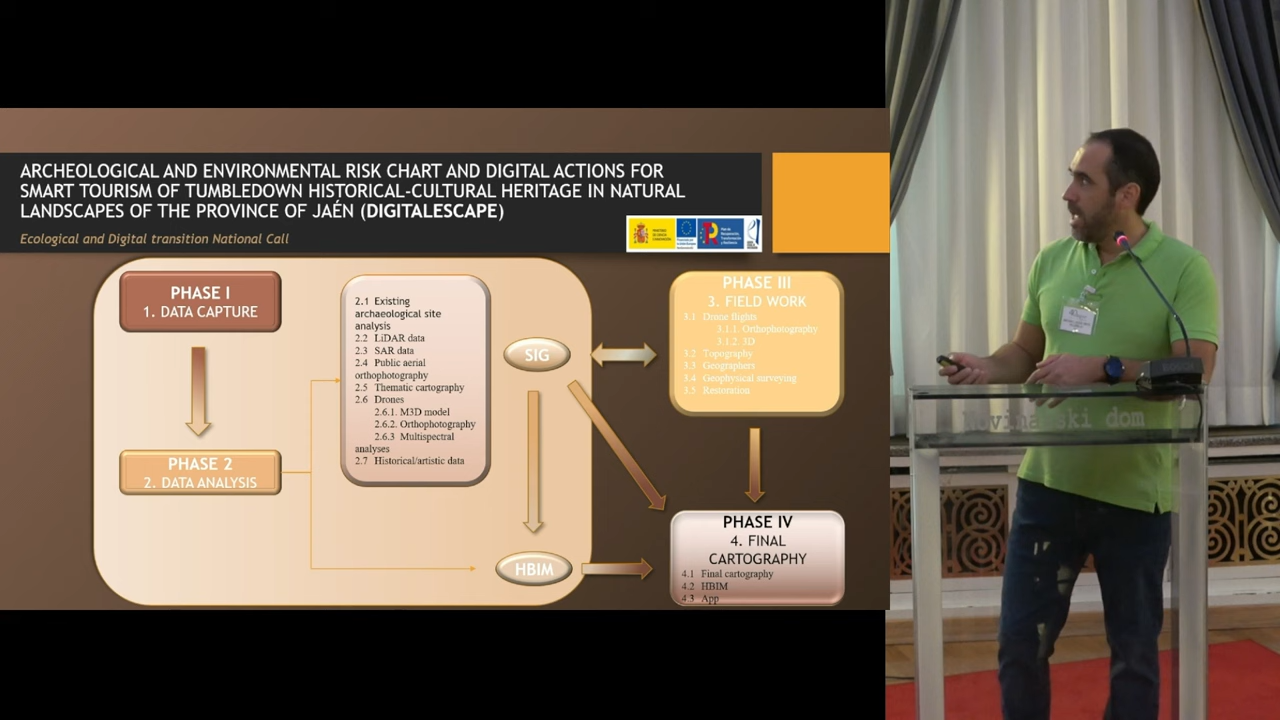 ARCHEOLOGICAL AND ENVIRONMENTAL RISK CHART AND DIGITAL ACTIONS FOR
SMART TOURISM OF TUMBLEDOWN HISTORICAL-CULTURAL HERITAGE IN NATURAL
LANDSCAPES OF THE PROVINCE OF JAÉN (DIGITALESCAPE)
Ecological and Digital transition National Call
PHASE I
1. DATA CAPTURE
PHASE 2
2. DATA ANALYSIS
2.1 Existing
archaeological site
analysis
2.2 LiDAR data
2.3 SAR data
2.4 Public aerial
orthophotography
2.5 Thematic cartography
2.6 Drones
2.6.1. M3D model
2.6.2. Orthophotography
2.6.3 Multispectral
analyses
2.7 Historical/artistic data
SIG
HBIM
PHASE III
3. FIELD WORK
3.1 Drone flights
3.1.1. Orthophotography
3.1.2. 3D
3.2 Topography
3.3 Geographers
3.4 Geophysical surveying
3.5 Restoration
PHASE IV
4. FINAL
CARTOGRAPHY
4.1 Final cartography
4.2 HBIM
4.3 App
Novinarski dom